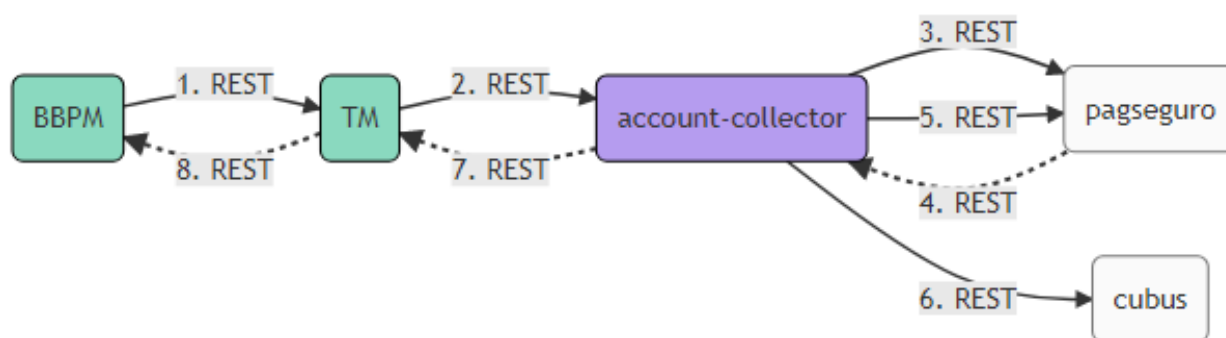 3. REST
BBPM
1. REST
TM
2. REST
account-collector
5. REST
pagseguro
8. REST
7. REST
4. REST
6. REST
cubus